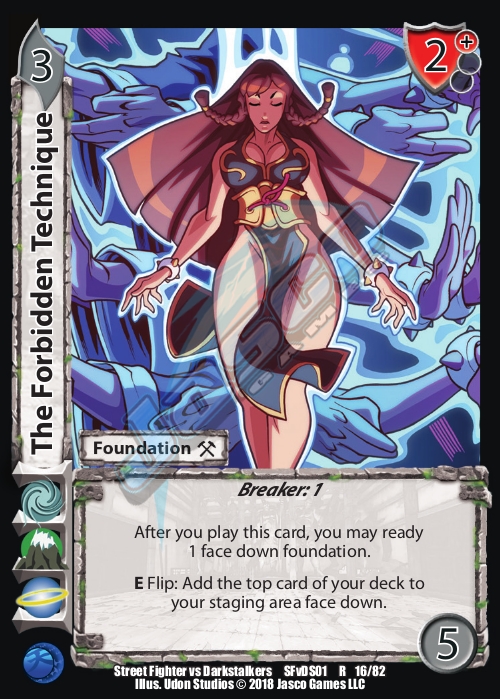 3
2
+
The Forbidden Technique
Foundation
Breaker: 1
After you play this card, you may ready
1 face down foundation.
E Flip: Add the top card of your deck to
your staging area face down.
5
Street Fighter vs Darkstalkers SFvDS01 R 16/82
Illus. Udon Studios © 2018 Jasco Games LLC
JASCO
GAMES